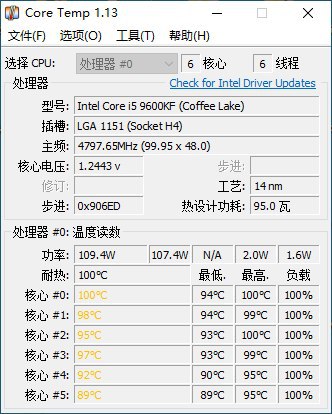 Core Temp 1.13
文件(F) 选项(O) 工具(T) 帮助(H)
选择 CPU: 处理器 #0 6 核心 6 线程
处理器 Check for Intel Driver Updates
型号: Intel Core i5 9600KF (Coffee Lake)
插槽: LGA 1151 (Socket H4)
主频: 4797.65MHz (99.95 x 48.0)
核心电压: 1.2443 v 步进:
修订: 工艺: 14 nm
步进: 0x906ED 热设计功耗: 95.0 瓦
处理器 #0: 温度读数
功率: 109.4W 107.4W N/A 2.0W 1.6W
耐热: 100°C 最低. 最高. 负载
核心 #0: 100°C 94°C 100°C 100%
核心 #1: 98°C 94°C 99°C 100%
核心 #2: 95°C 93°C 100°C 100%
核心 #3: 97°C 93°C 99°C 100%
核心 #4: 92°C 90°C 95°C 100%
核心 #5: 89°C 89°C 95°C 100%